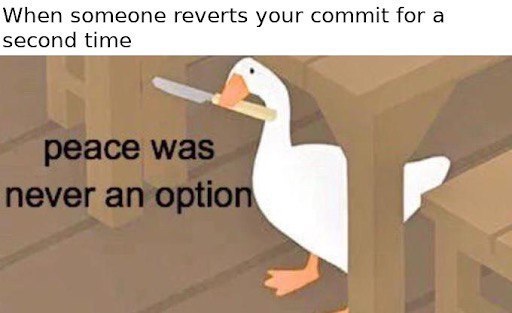 When someone reverts your commit for a
second time
peace was
never an option